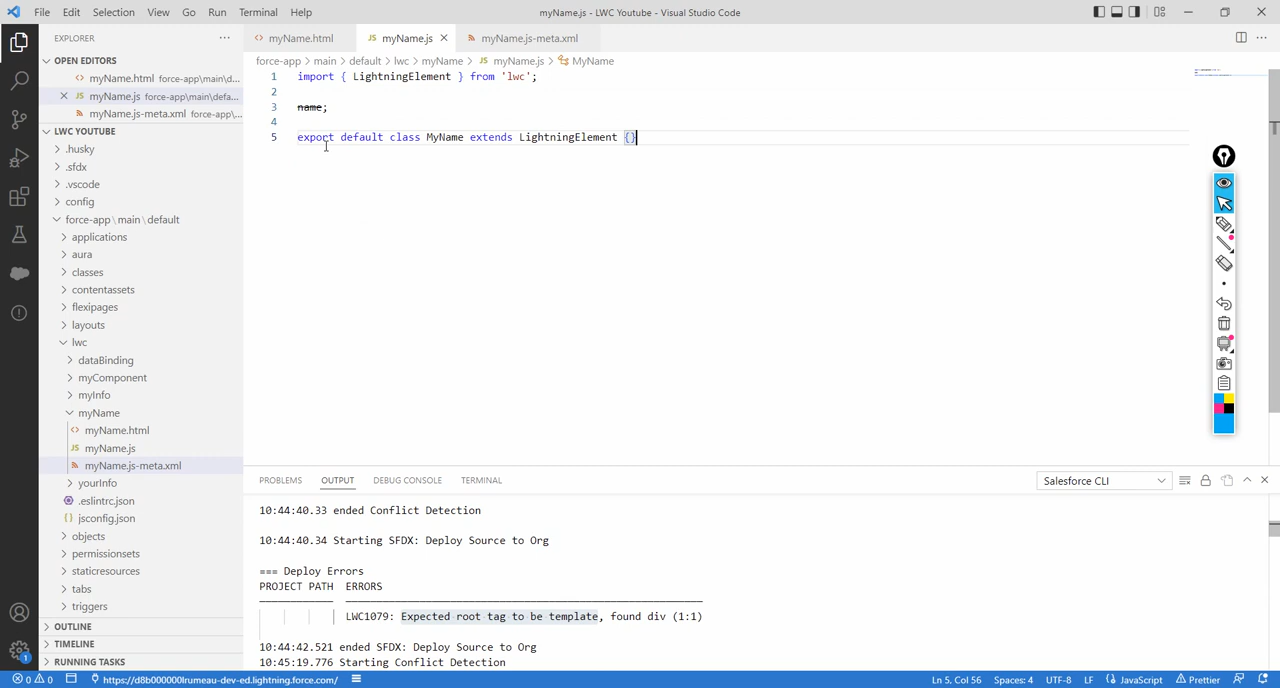 File Edit Selection View Go Run Terminal Help myName.js - LWC Youtube - Visual Studio Code
EXPLORER
OPEN EDITORS
myName.html force-app\main\d...
myName.js force-app\main\defa...
myName.js-meta.xml force-app\...
LWC YOUTUBE
.husky
.sfdx
.vscode
config
force-app\main\default
applications
aura
classes
contentassets
flexipages
layouts
lwc
dataBinding
myComponent
myInfo
myName
myName.html
myName.js
myName.js-meta.xml
yourInfo
.eslintrc.json
jsconfig.json
objects
permissionsets
staticresources
tabs
triggers
OUTLINE
TIMELINE
RUNNING TASKS
myName.html JS myName.js myName.js-meta.xml
force-app > main > default > lwc > myName > JS myName.js > MyName
1 import { LightningElement } from 'lwc';
2
3 name;
4
5 export default class MyName extends LightningElement {}
PROBLEMS OUTPUT DEBUG CONSOLE TERMINAL Salesforce CLI
10:44:40.33 ended Conflict Detection
10:44:40.34 Starting SFDX: Deploy Source to Org
=== Deploy Errors
PROJECT PATH ERRORS
LWC1079: Expected root tag to be template, found div (1:1)
10:44:42.521 ended SFDX: Deploy Source to Org
10:45:19.776 Starting Conflict Detection
0 0 https://d8b000000lrumeau-dev-ed.lightning.force.com/ Ln 5, Col 56 Spaces: 4 UTF-8 LF JavaScript Prettier